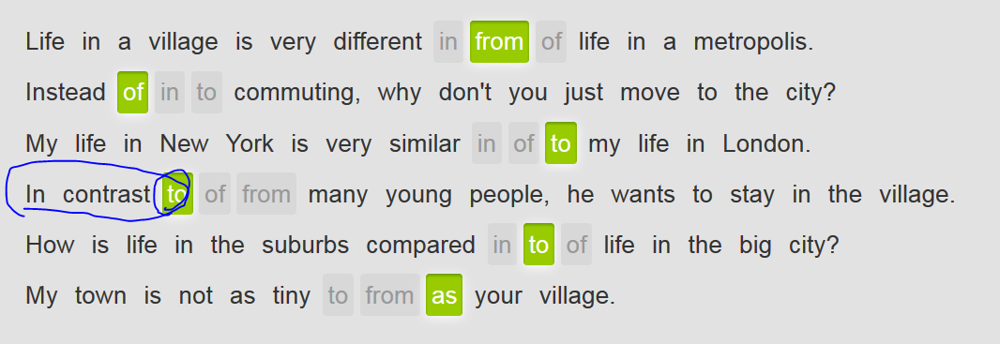 Life in a village is very different in from of life in a metropolis.
Instead of in to commuting, why don't you just move to the city?
My life in New York is very similar in of to my life in London.
In contrast to of from many young people, he wants to stay in the village.
How is life in the suburbs compared in to of life in the big city?
My town is not as tiny to from as your village.